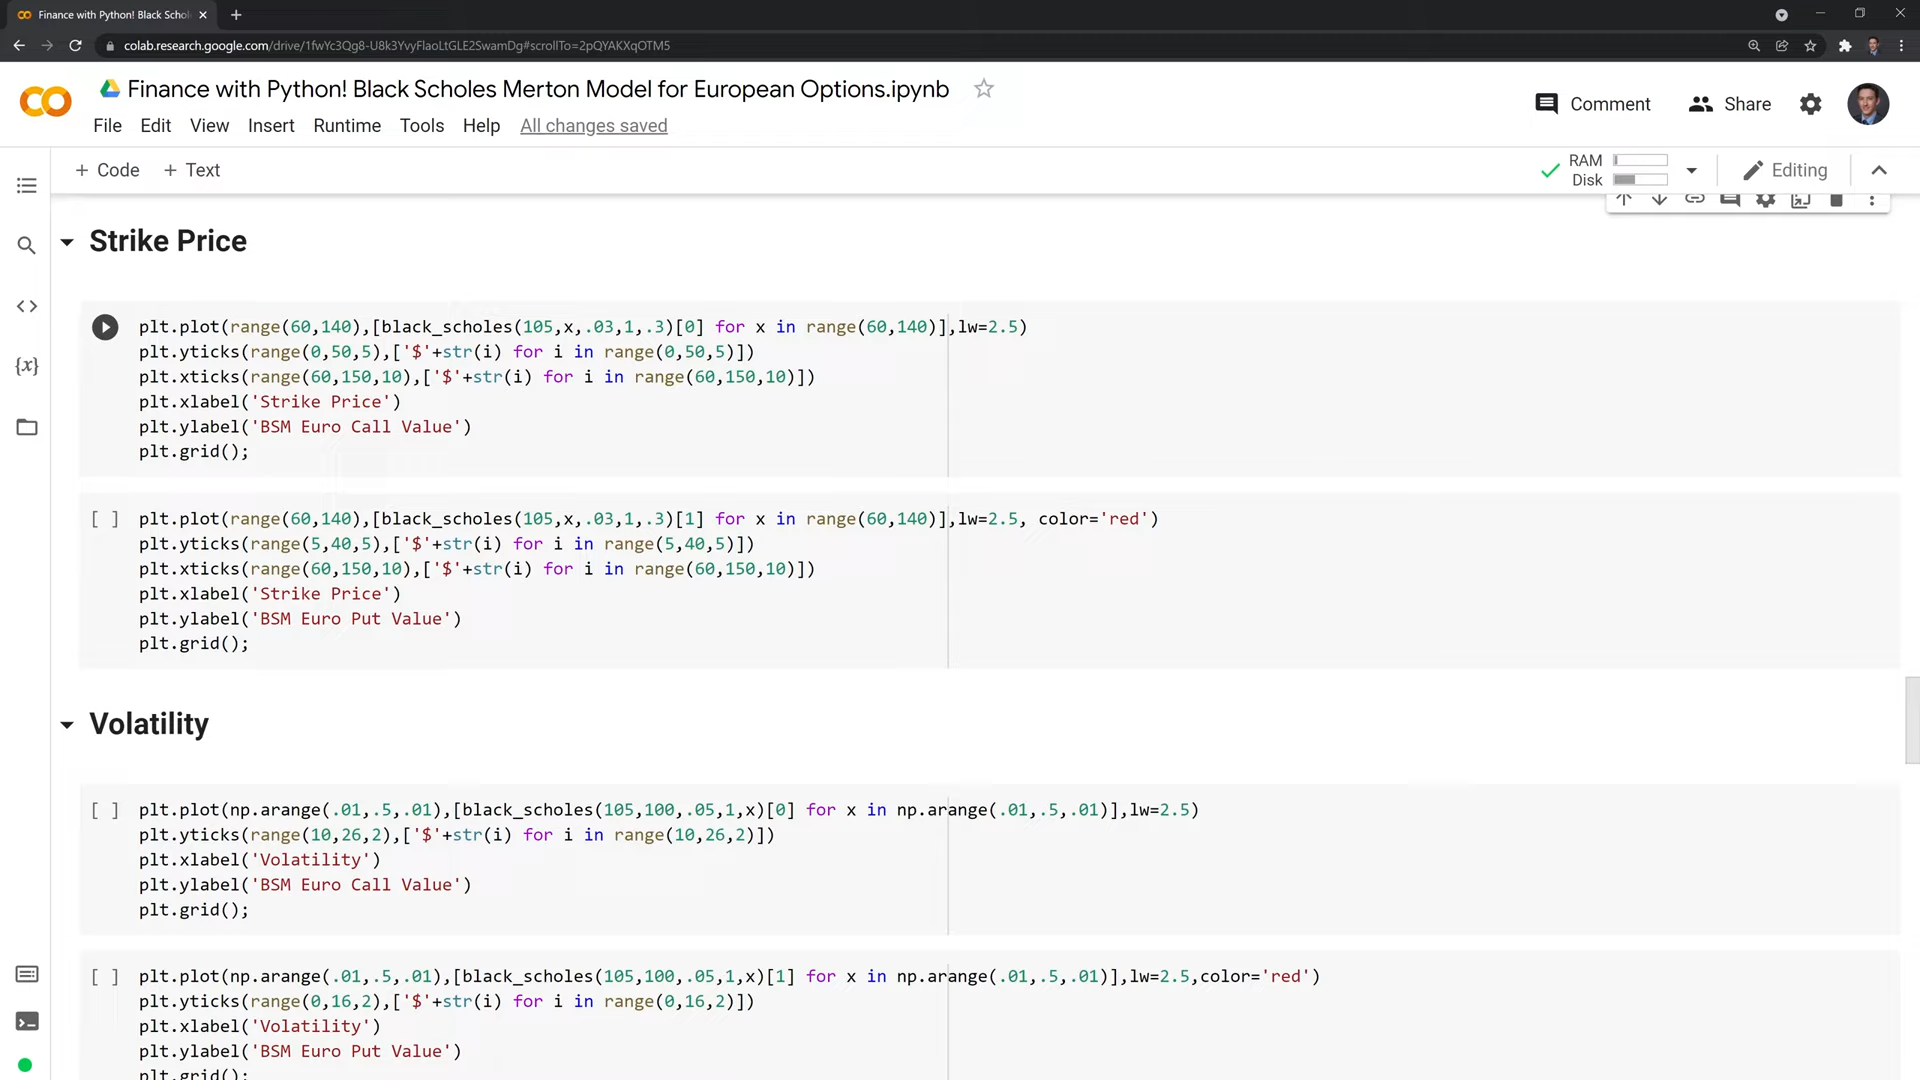 Finance with Python! Black Schol
colab.research.google.com/drive/1fwYc3Qg8-U8k3YvyFlaoLtGLE2SwamDg#scrollTo=2pQYAKXqOTM5
Finance with Python! Black Scholes Merton Model for European Options.ipynb
Comment
Share
File Edit View Insert Runtime Tools Help All changes saved
+ Code + Text
RAM
Disk
Editing
Strike Price
plt.plot(range(60,140),[black_scholes(105,x,.03,1,.3)[0] for x in range(60,140)],lw=2.5)
plt.yticks(range(0,50,5),['$'+str(i) for i in range(0,50,5)])
plt.xticks(range(60,150,10),['$'+str(i) for i in range(60,150,10)])
plt.xlabel('Strike Price')
plt.ylabel('BSM Euro Call Value')
plt.grid();
[ ] plt.plot(range(60,140),[black_scholes(105,x,.03,1,.3)[1] for x in range(60,140)],lw=2.5, color='red')
plt.yticks(range(5,40,5),['$'+str(i) for i in range(5,40,5)])
plt.xticks(range(60,150,10),['$'+str(i) for i in range(60,150,10)])
plt.xlabel('Strike Price')
plt.ylabel('BSM Euro Put Value')
plt.grid();
Volatility
[ ] plt.plot(np.arange(.01,.5,.01),[black_scholes(105,100,.05,1,x)[0] for x in np.arange(.01,.5,.01)],lw=2.5)
plt.yticks(range(10,26,2),['$'+str(i) for i in range(10,26,2)])
plt.xlabel('Volatility')
plt.ylabel('BSM Euro Call Value')
plt.grid();
[ ] plt.plot(np.arange(.01,.5,.01),[black_scholes(105,100,.05,1,x)[1] for x in np.arange(.01,.5,.01)],lw=2.5,color='red')
plt.yticks(range(0,16,2),['$'+str(i) for i in range(0,16,2)])
plt.xlabel('Volatility')
plt.ylabel('BSM Euro Put Value')
plt.grid();